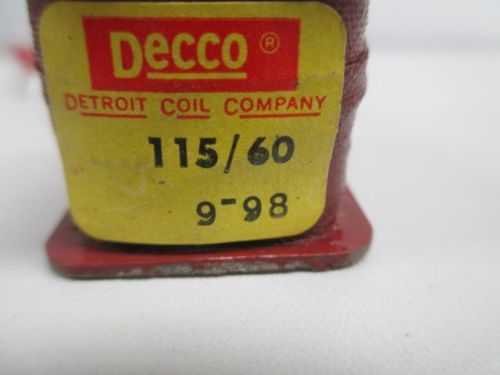 Decco ®
DETROIT COIL COMPANY
115/60
9-98